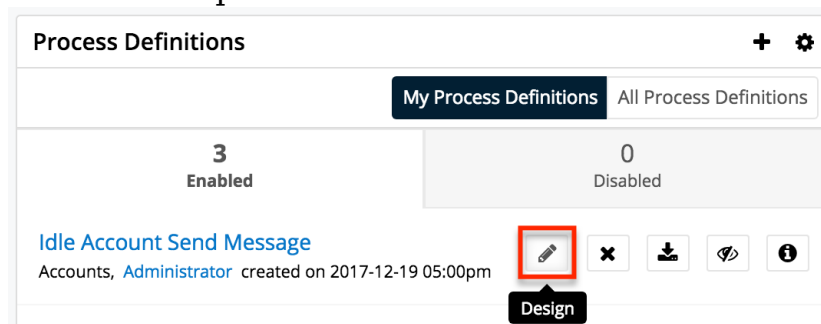 Process Definitions
My Process Definitions All Process Definitions
3 0
Enabled Disabled
Idle Account Send Message
Accounts, Administrator created on 2017-12-19 05:00pm
Design